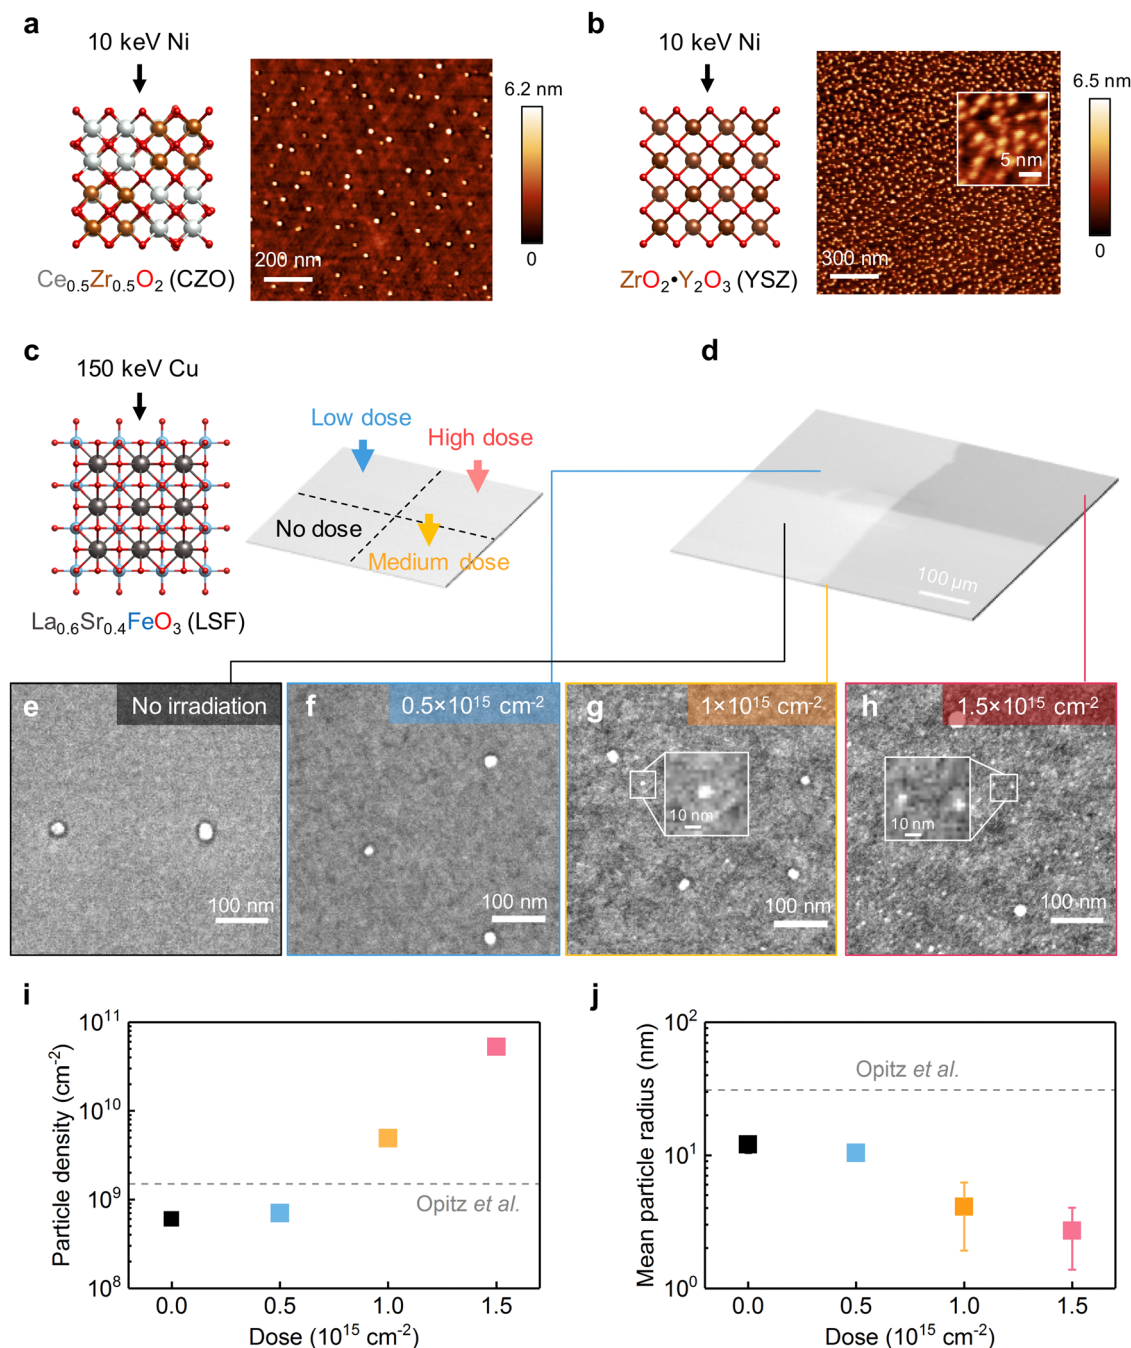 a
10 keV Ni
6.2 nm
0
200 nm
Ce0.5Zr0.5O2 (CZO)
b
10 keV Ni
6.5 nm
0
5 nm
300 nm
ZrO2•Y2O3 (YSZ)
c
150 keV Cu
La0.6Sr0.4FeO3 (LSF)
Low dose
High dose
No dose
Medium dose
d
100 µm
e
No irradiation
100 nm
f
0.5×10^15 cm^-2
100 nm
g
1×10^15 cm^-2
10 nm
100 nm
h
1.5×10^15 cm^-2
10 nm
100 nm
i
Particle density (cm^-2)
10^11
10^10
10^9
10^8
Opitz et al.
0.0 0.5 1.0 1.5
Dose (10^15 cm^-2)
j
Mean particle radius (nm)
10^2
10^1
10^0
Opitz et al.
0.0 0.5 1.0 1.5
Dose (10^15 cm^-2)